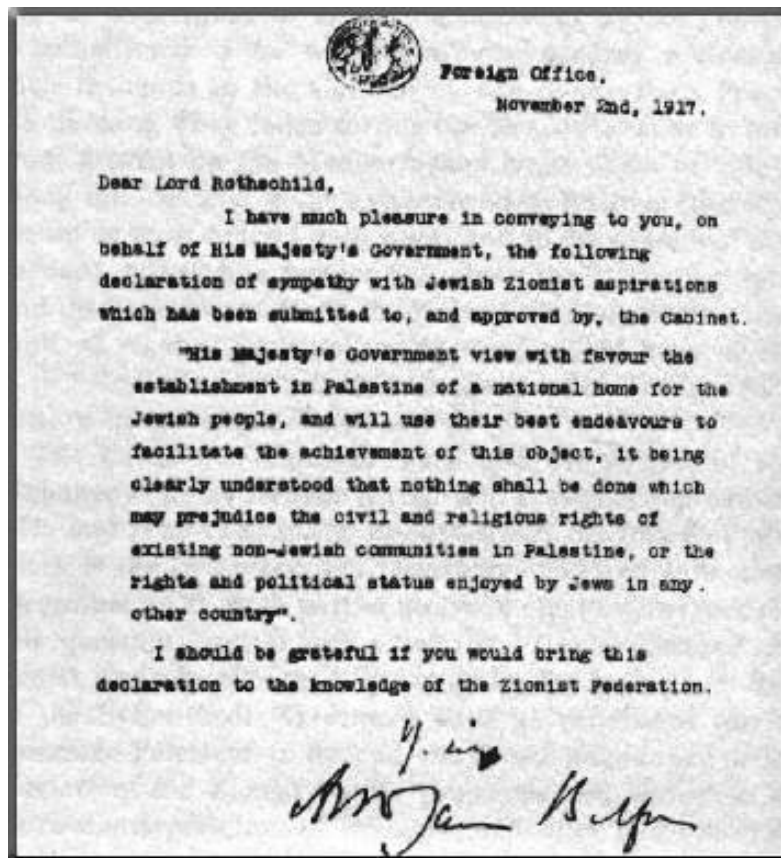 Foreign Office,
November 2nd, 1917.
Dear Lord Rothschild,
I have much pleasure in conveying to you, on
behalf of His Majesty's Government, the following
declaration of sympathy with Jewish Zionist aspirations
which has been submitted to, and approved by, the Cabinet.
"His Majesty's Government view with favour the
establishment in Palestine of a national home for the
Jewish people, and will use their best endeavours to
facilitate the achievement of this object, it being
clearly understood that nothing shall be done which
may prejudice the civil and religious rights of
existing non-Jewish communities in Palestine, or the
rights and political status enjoyed by Jews in any
other country".
I should be grateful if you would bring this
declaration to the knowledge of the Zionist Federation.